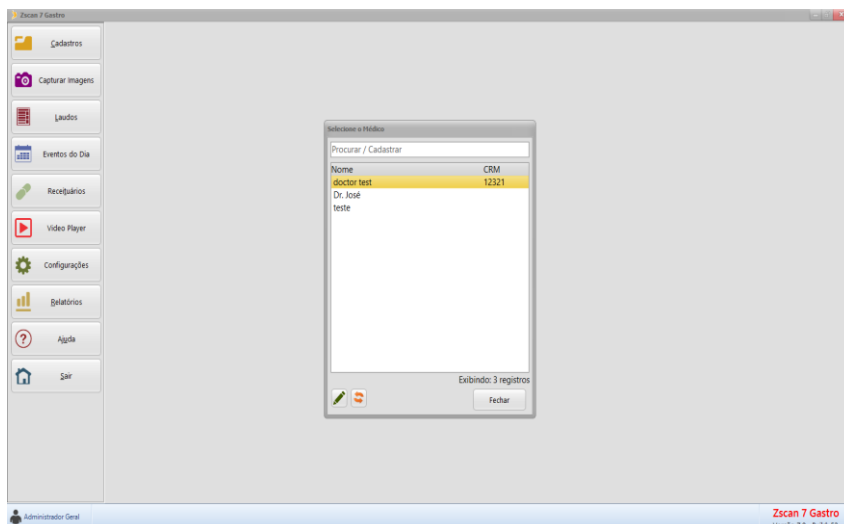 Zscan 7 Gastro
Cadastros
Capturar Imagens
Laudos
Eventos do Dia
Receituários
Video Player
Configurações
Relatórios
Ajuda
Sair
Selecione o Médico
Procurar / Cadastrar
Nome CRM
doctor test 12321
Dr. José
teste
Exibindo: 3 registros
Fechar
Administrador Geral
Zscan 7 Gastro